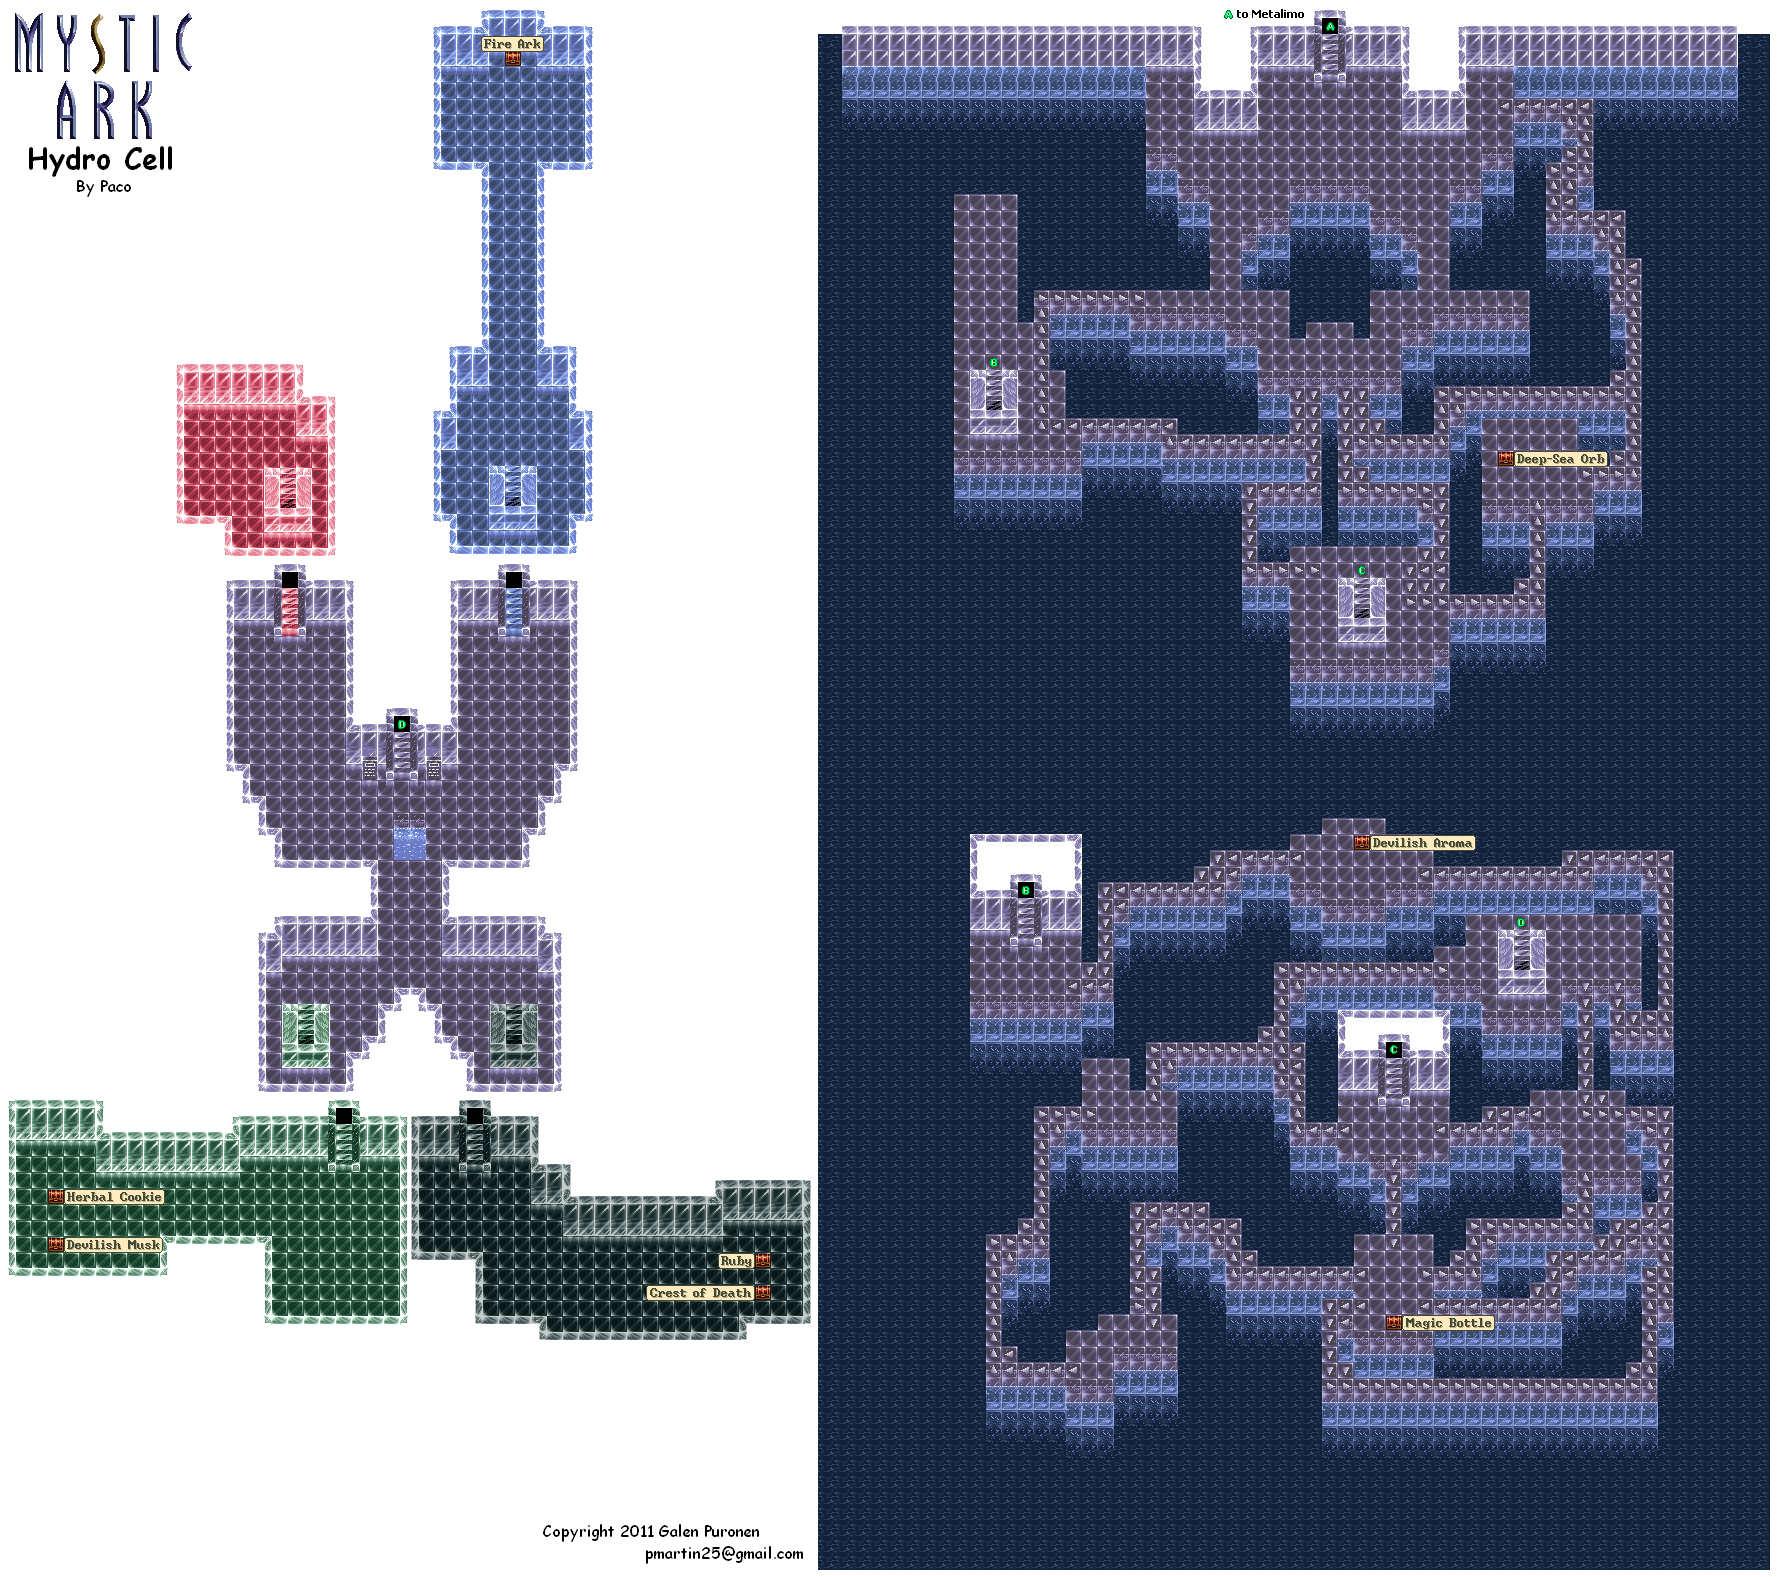 MYSTIC
ARK
Hydro Cell
By Paco
Fire Ark
A to Metalimo
A
B
Deep-Sea Orb
C
D
Devilish Aroma
B
D
C
Herbal Cookie
Devilish Musk
Ruby
Crest of Death
Magic Bottle
Copyright 2011 Galen Puronen
pmartin25@gmail.com